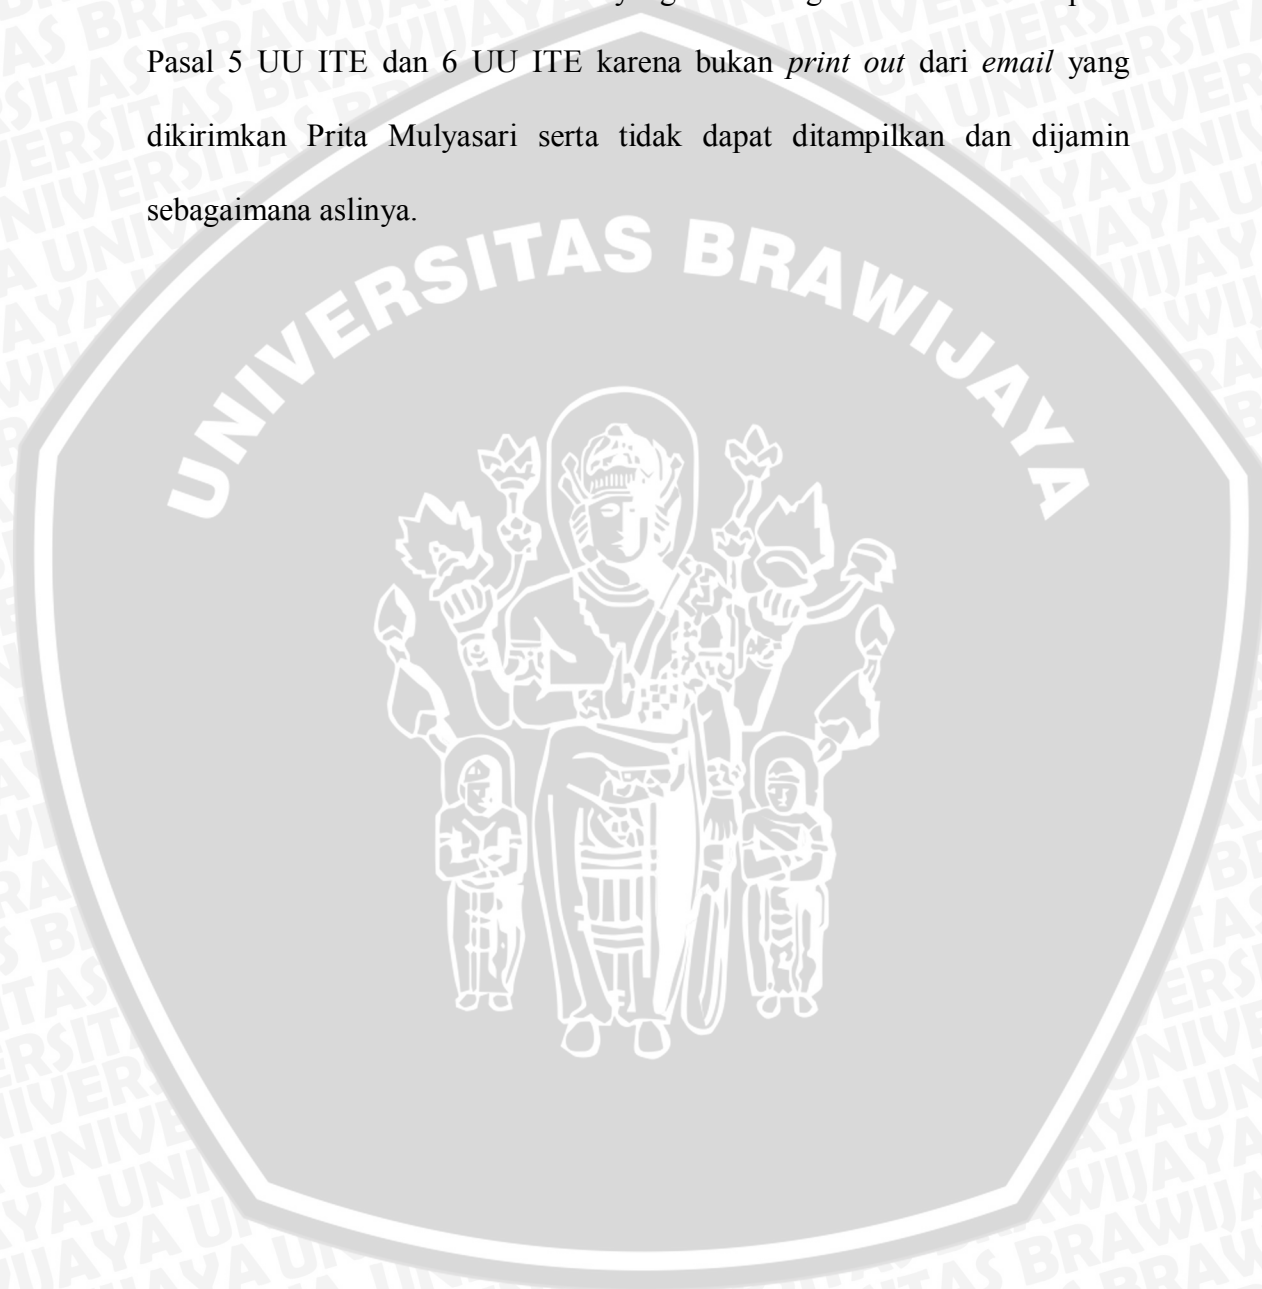 Pasal 5 UU ITE dan 6 UU ITE karena bukan print out dari email yang
dikirimkan Prita Mulyasari serta tidak dapat ditampilkan dan dijamin
sebagaimana aslinya.
UNIVERSITAS BRAWIJAYA